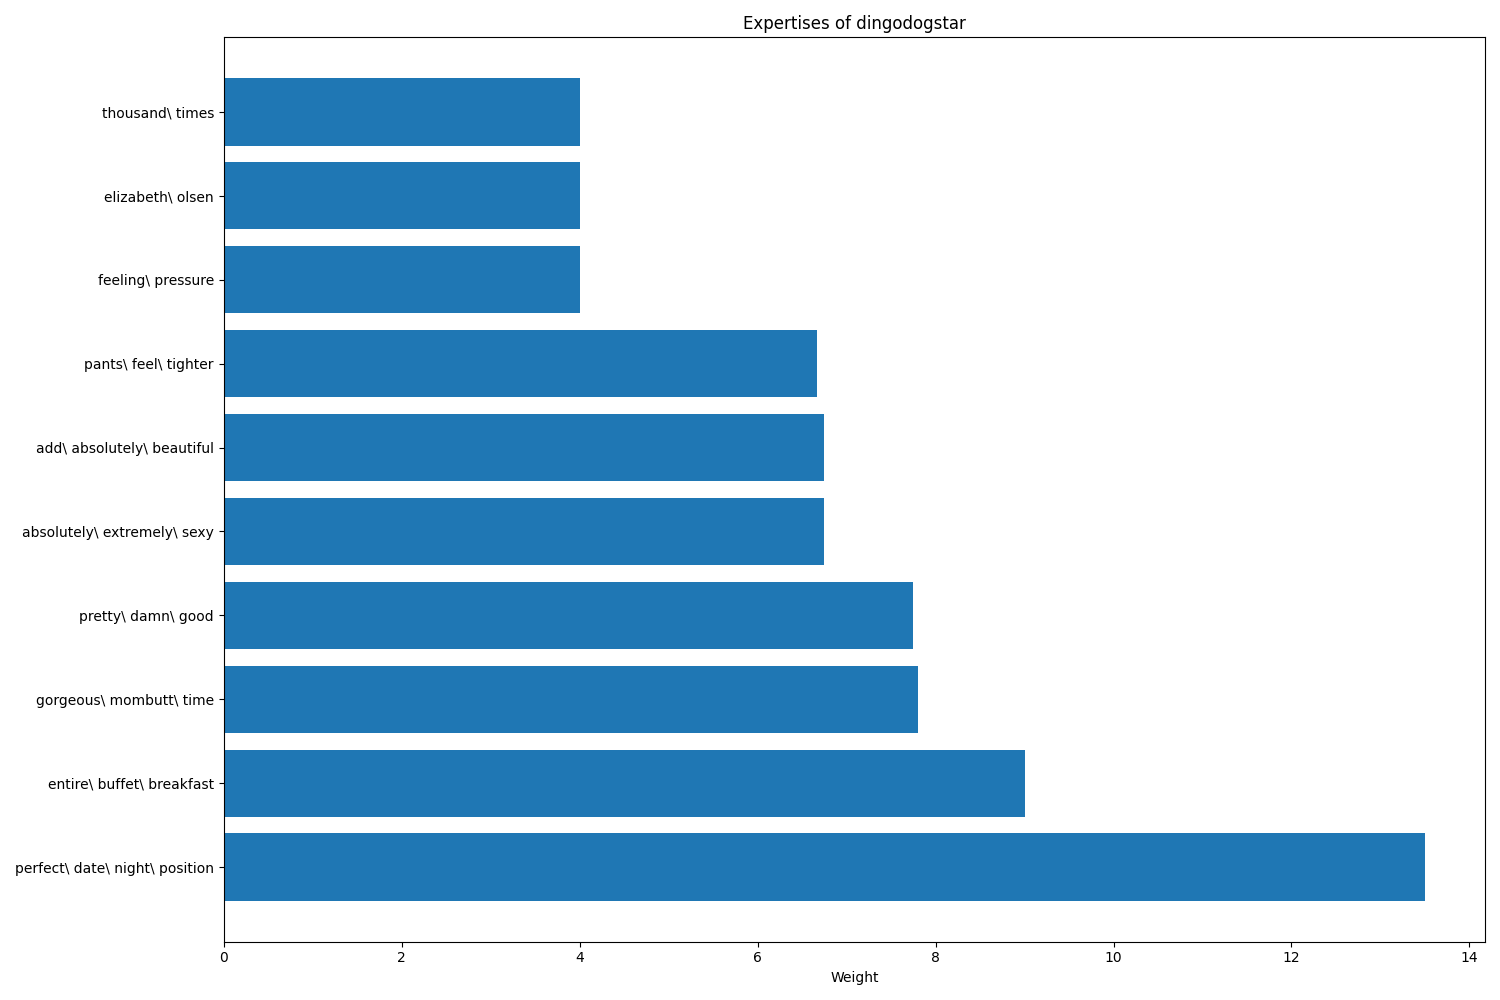 Expertises of dingodogstar
thousand\ times
elizabeth\ olsen
feeling\ pressure
pants\ feel\ tighter
add\ absolutely\ beautiful
absolutely\ extremely\ sexy
pretty\ damn\ good
gorgeous\ mombutt\ time
entire\ buffet\ breakfast
perfect\ date\ night\ position
0 2 4 6 8 10 12 14
Weight